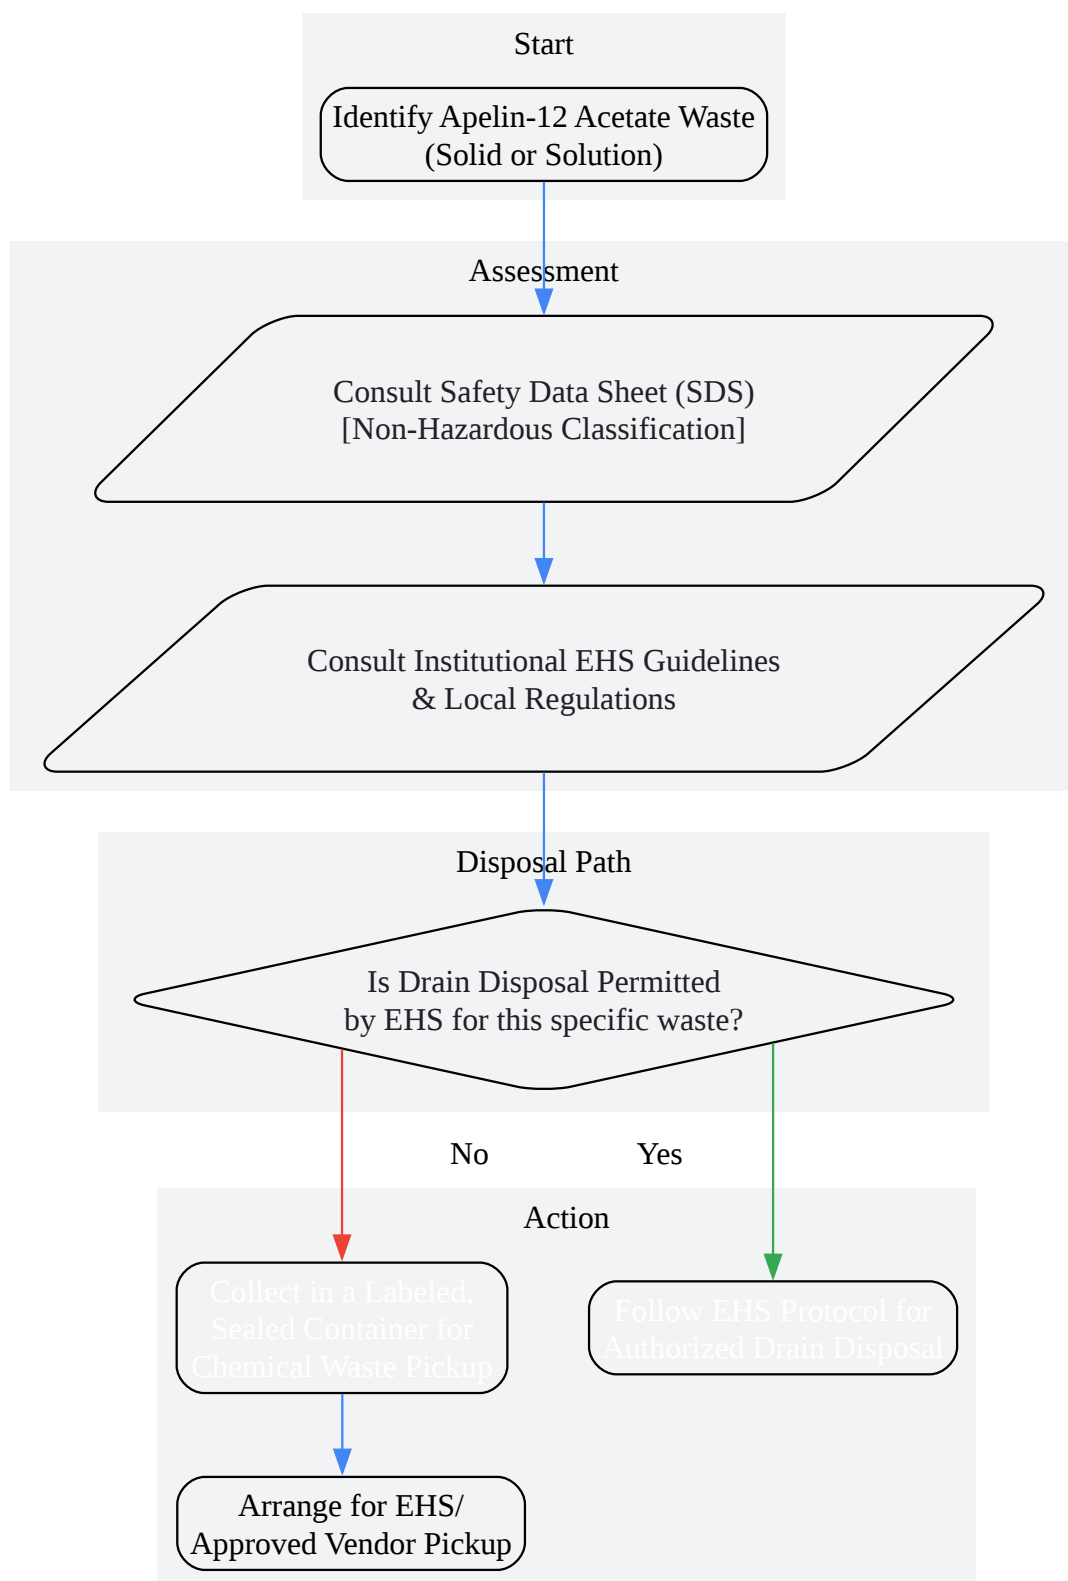 Start
Identify Apelin-12 Acetate Waste
(Solid or Solution)
Assessment
Consult Safety Data Sheet (SDS)
[Non-Hazardous Classification]
Consult Institutional EHS Guidelines
& Local Regulations
Disposal Path
Is Drain Disposal Permitted
by EHS for this specific waste?
No
Yes
Action
Collect in a Labeled,
Sealed Container for
Chemical Waste Pickup
Follow EHS Protocol for
Authorized Drain Disposal
Arrange for EHS/
Approved Vendor Pickup